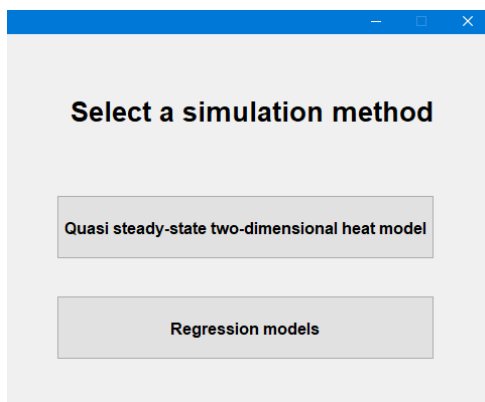 Select a simulation method
Quasi steady-state two-dimensional heat model
Regression models